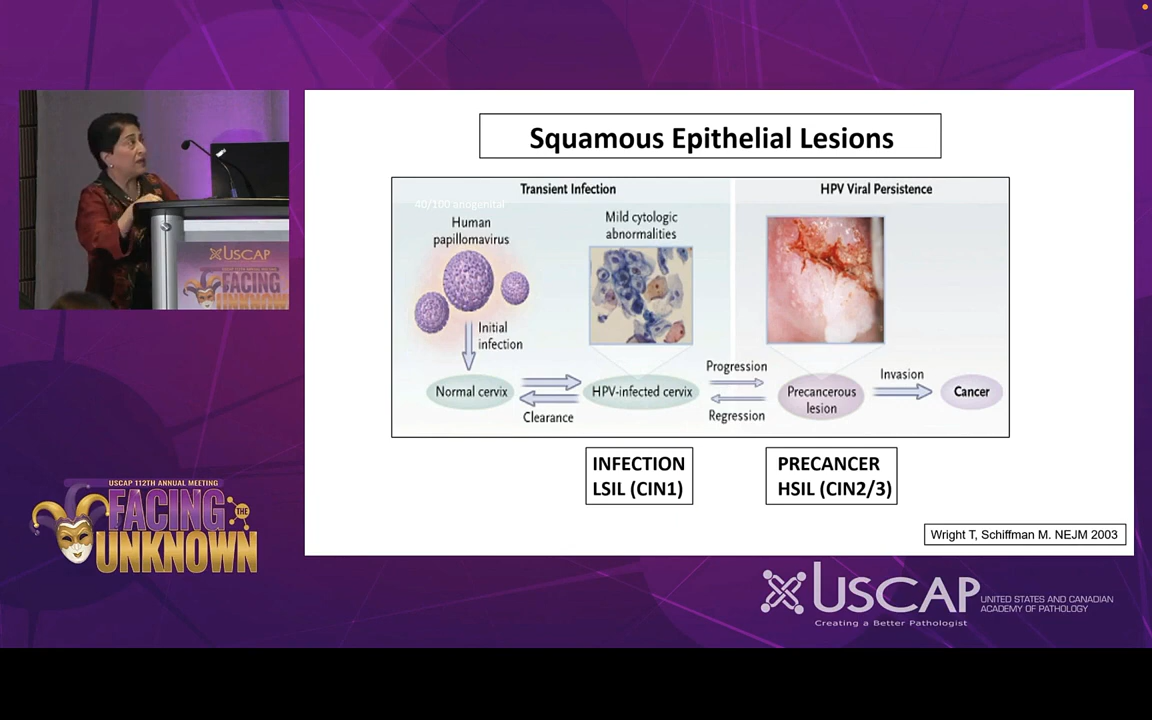 Squamous Epithelial Lesions
Transient Infection
HPV Viral Persistence
40/100 anogenital
Human
papillomavirus
Mild cytologic
abnormalities
Initial
infection
Normal cervix
Clearance
HPV-infected cervix
Progression
Regression
Precancerous
lesion
Invasion
Cancer
INFECTION
LSIL (CIN1)
PRECANCER
HSIL (CIN2/3)
Wright T, Schiffman M. NEJM 2003
USCAP
FACING
UNKNOWN
USCAP 112TH ANNUAL MEETING
FACING
THE
UNKNOWN
USCAP
UNITED STATES AND CANADIAN
ACADEMY OF PATHOLOGY
Creating a Better Pathologist